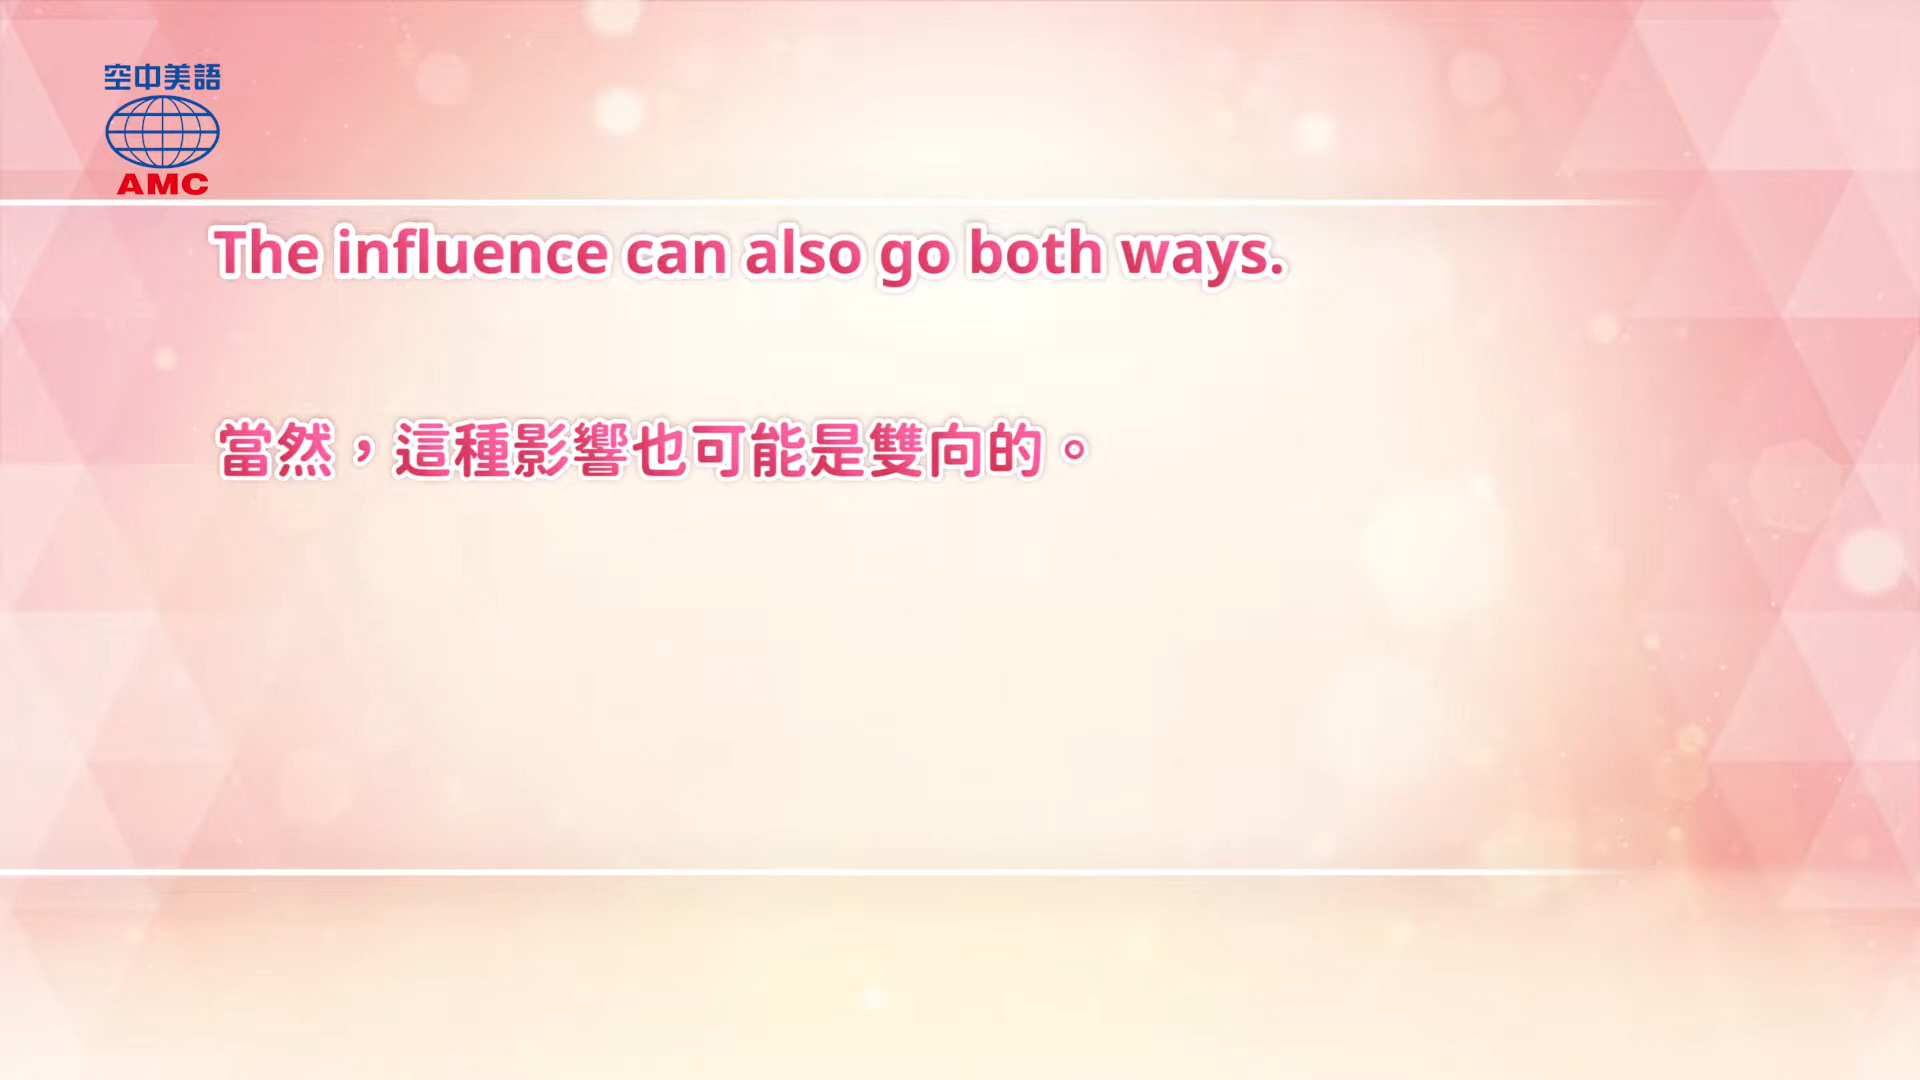 空中美語
AMC
The influence can also go both ways.
當然，這種影響也可能是雙向的。